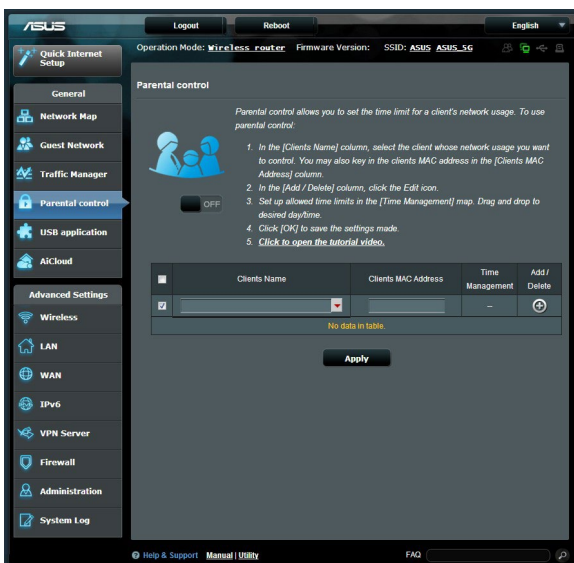 ASUS
Logout
Reboot
English
Quick Internet
Setup
Operation Mode: Wireless router Firmware Version: SSID: ASUS ASUS_5G
General
Network Map
Guest Network
Traffic Manager
Parental control
USB application
AiCloud
Advanced Settings
Wireless
LAN
WAN
IPv6
VPN Server
Firewall
Administration
System Log
Parental control
Parental control allows you to set the time limit for a client's network usage. To use
parental control:
1. In the [Clients Name] column, select the client whose network usage you want
to control. You may also key in the clients MAC address in the [Clients MAC
Address] column.
2. In the [Add / Delete] column, click the Edit icon.
3. Set up allowed time limits in the [Time Management] map. Drag and drop to
desired day/time.
4. Click [OK] to save the settings made.
5. Click to open the tutorial video.
OFF
Clients Name
Clients MAC Address
Time
Management
Add /
Delete
--
No data in table.
Apply
Help & Support Manual | Utility
FAQ